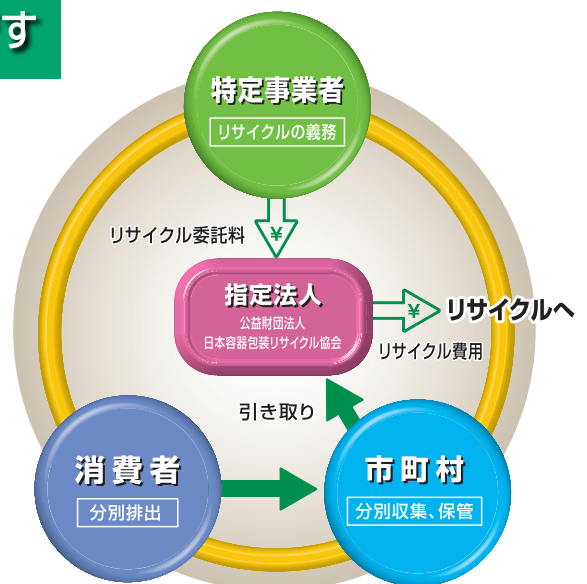 す
特定事業者
リサイクルの義務
¥
リサイクル委託料
指定法人
公益財団法人
日本容器包装リサイクル協会
¥
リサイクルへ
リサイクル費用
引き取り
消費者
分別排出
市町村
分別収集、保管